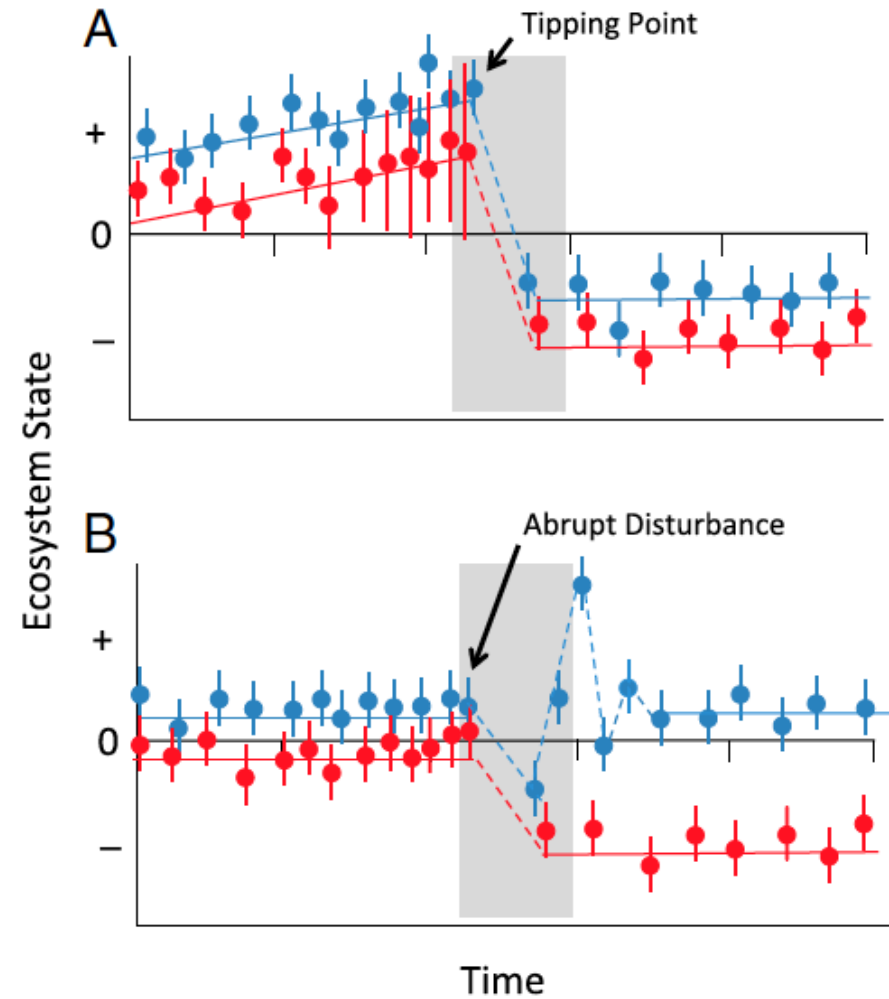 A
Tipping Point
+
0
–
Ecosystem State
B
Abrupt Disturbance
+
0
–
Time